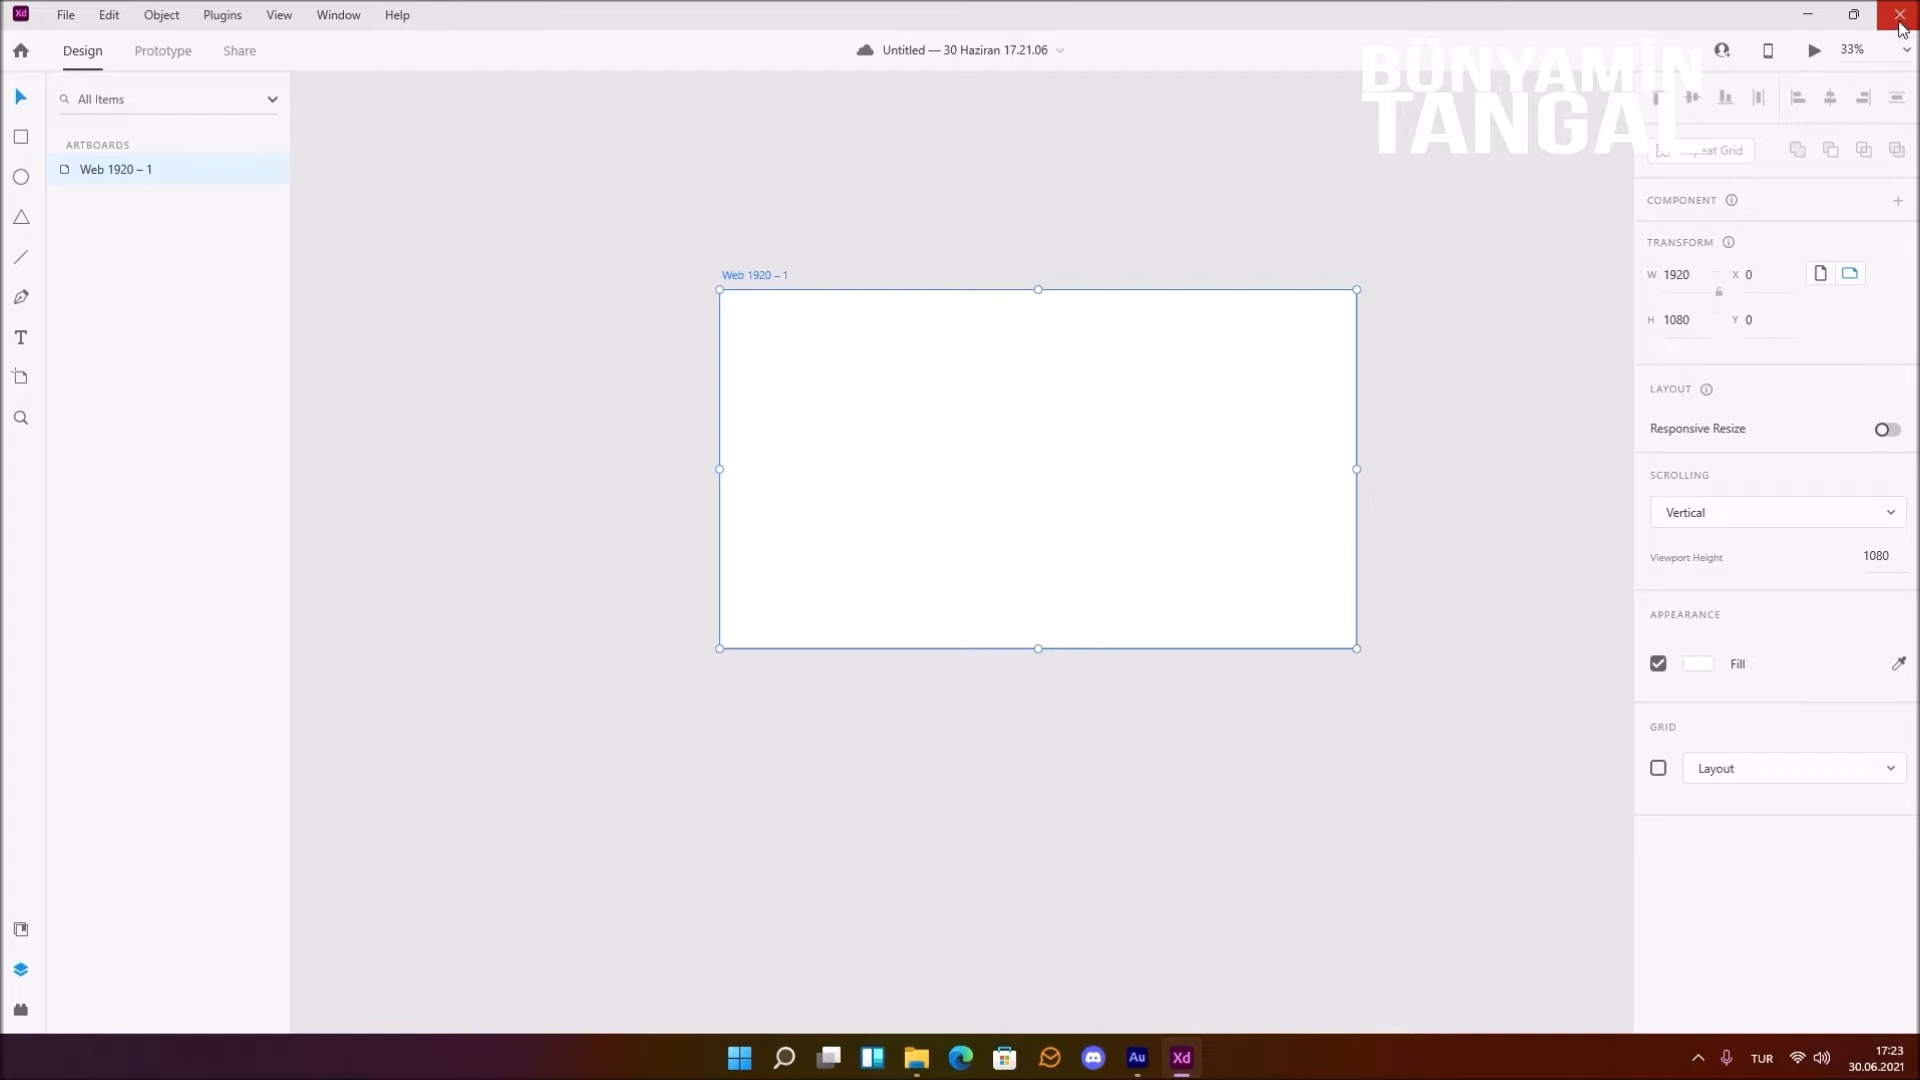 Xd File Edit Object Plugins View Window Help
Design Prototype Share
Untitled — 30 Haziran 17.21.06
33%
BÜNYAMİN
TANGAL
All Items
ARTBOARDS
Web 1920 – 1
Web 1920 – 1
Repeat Grid
COMPONENT
TRANSFORM
W 1920 X 0
H 1080 Y 0
LAYOUT
Responsive Resize
SCROLLING
Vertical
Viewport Height 1080
APPEARANCE
Fill
GRID
Layout
Au Xd
TUR
17:23
30.06.2021